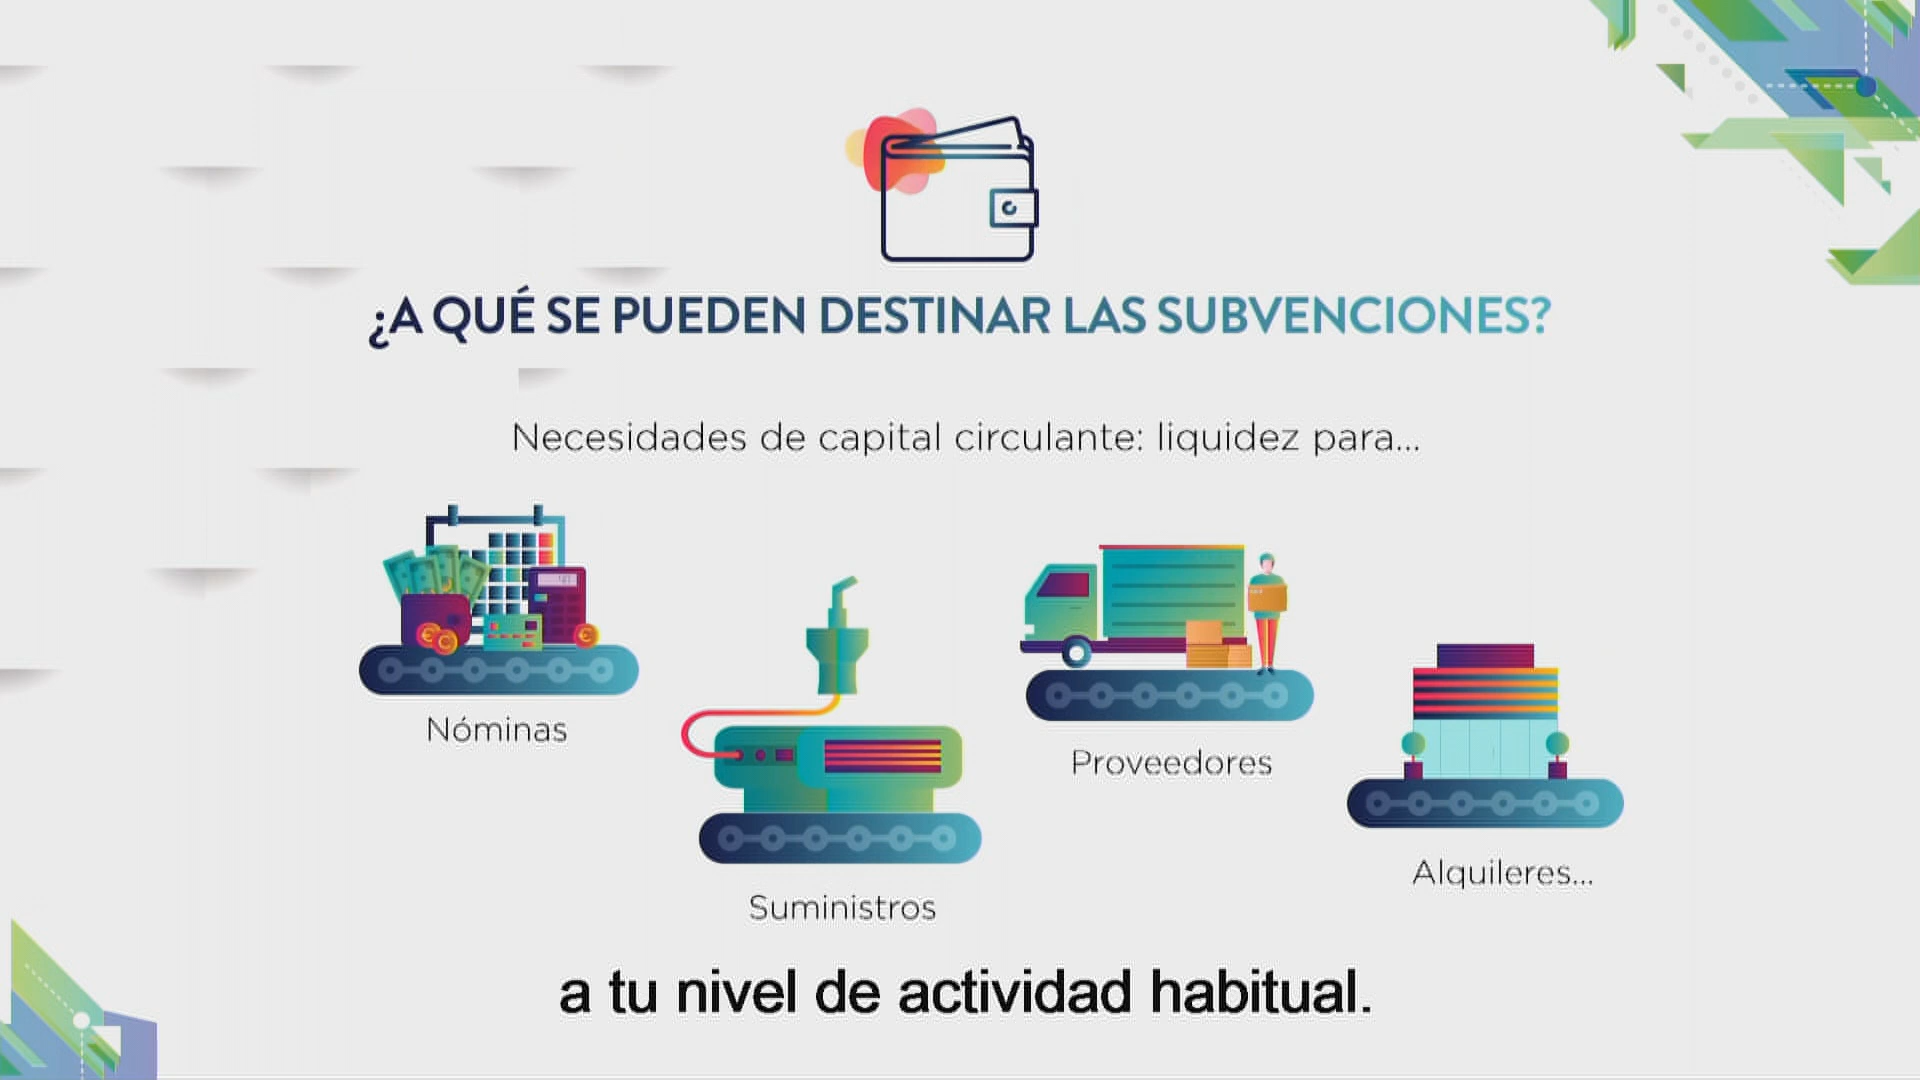 ¿A QUÉ SE PUEDEN DESTINAR LAS SUBVENCIONES?
Necesidades de capital circulante: liquidez para...
Nóminas
Suministros
Proveedores
Alquileres...
a tu nivel de actividad habitual.